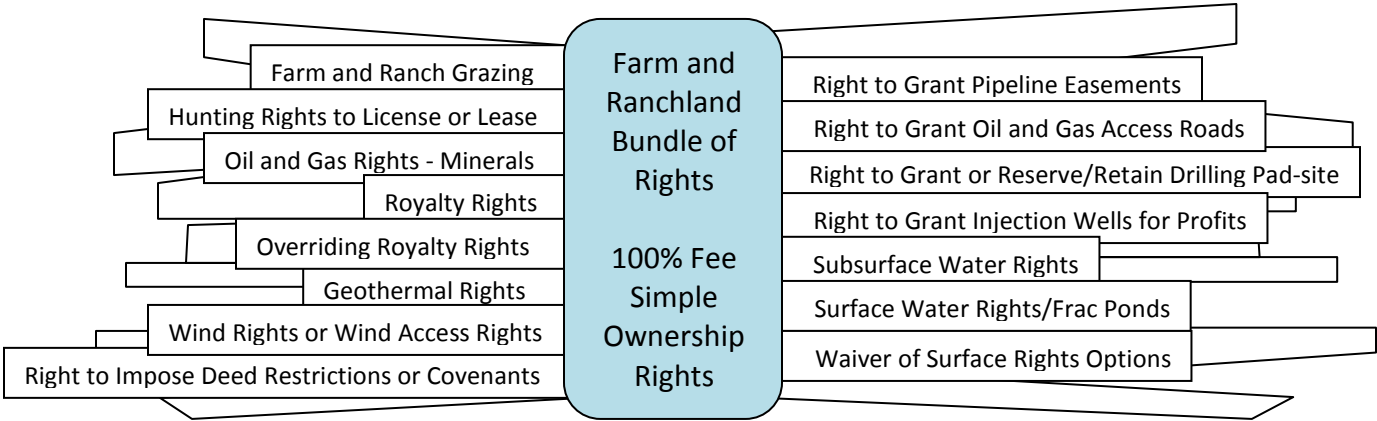 Farm and Ranch Grazing
Hunting Rights to License or Lease
Oil and Gas Rights - Minerals
Royalty Rights
Overriding Royalty Rights
Geothermal Rights
Wind Rights or Wind Access Rights
Right to Impose Deed Restrictions or Covenants
Farm and
Ranchland
Bundle of
Rights
100% Fee
Simple
Ownership
Rights
Right to Grant Pipeline Easements
Right to Grant Oil and Gas Access Roads
Right to Grant or Reserve/Retain Drilling Pad-site
Right to Grant Injection Wells for Profits
Subsurface Water Rights
Surface Water Rights/Frac Ponds
Waiver of Surface Rights Options